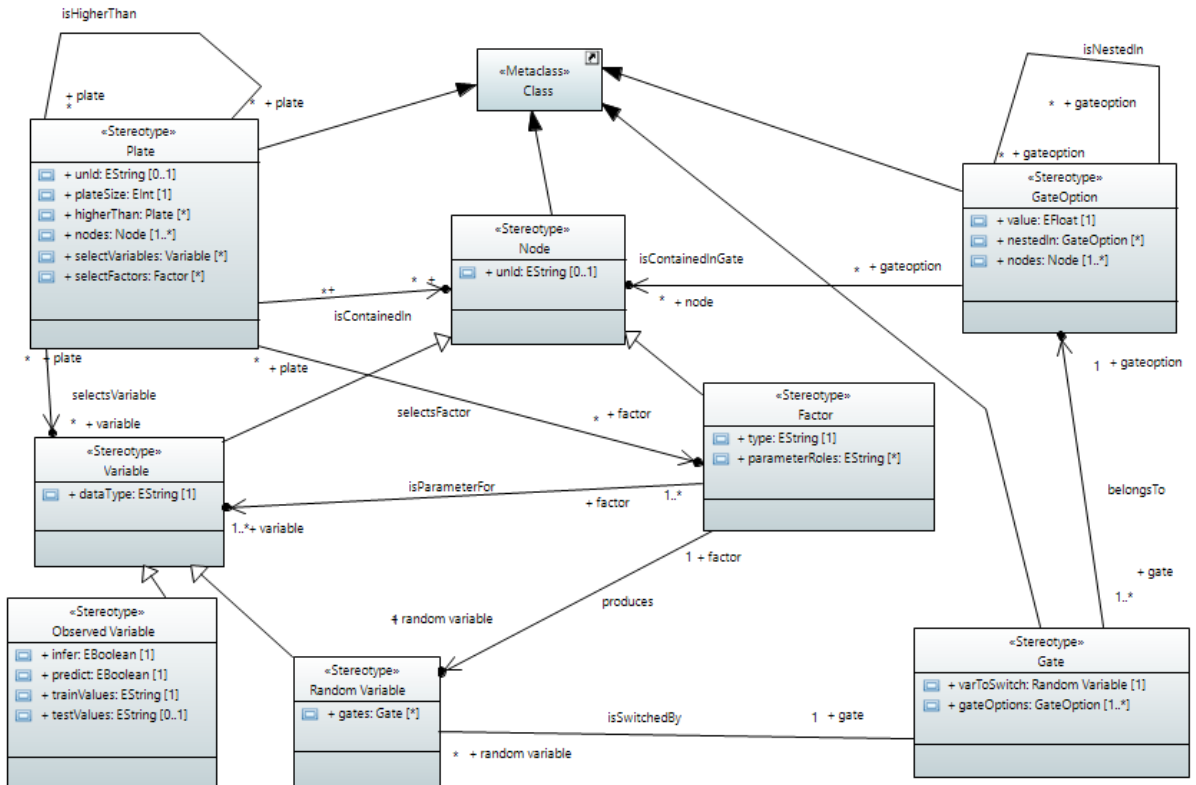 isHigherThan
+ plate
*
* + plate
«Metaclass»
Class
isNestedIn
* + gateoption
* + gateoption
«Stereotype»
Plate
+ unId: EString [0..1]
+ plateSize: EInt [1]
+ higherThan: Plate [*]
+ nodes: Node [1..*]
+ selectVariables: Variable [*]
+ selectFactors: Factor [*]
«Stereotype»
GateOption
+ value: EFloat [1]
+ nestedIn: GateOption [*]
+ nodes: Node [1..*]
«Stereotype»
Node
+ unId: EString [0..1]
isContainedInGate
* + gateoption
* + node
*+
* +
isContainedIn
* + plate
* + plate
1 + gateoption
selectsVariable
* + variable
selectsFactor
* + factor
«Stereotype»
Factor
+ type: EString [1]
+ parameterRoles: EString [*]
«Stereotype»
Variable
+ dataType: EString [1]
isParameterFor
+ factor
1..*
1..*+ variable
belongsTo
1 + factor
+ gate
1..*
produces
+ random variable
«Stereotype»
Observed Variable
+ infer: EBoolean [1]
+ predict: EBoolean [1]
+ trainValues: EString [1]
+ testValues: EString [0..1]
«Stereotype»
Random Variable
+ gates: Gate [*]
isSwitchedBy
1 + gate
* + random variable
«Stereotype»
Gate
+ varToSwitch: Random Variable [1]
+ gateOptions: GateOption [1..*]